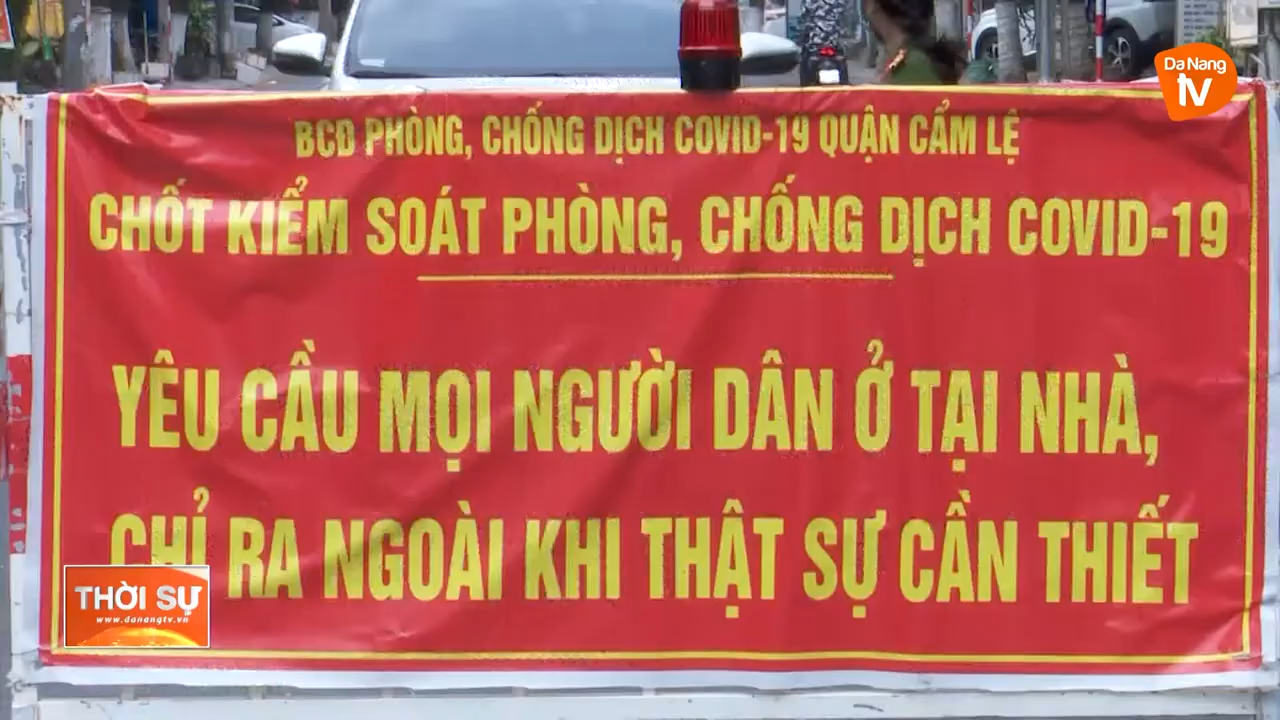 Da Nang
tv
BCĐ PHÒNG, CHỐNG DỊCH COVID-19 QUẬN CẨM LỆ
CHỐT KIỂM SOÁT PHÒNG, CHỐNG DỊCH COVID-19
YÊU CẦU MỌI NGƯỜI DÂN Ở TẠI NHÀ,
CHỈ RA NGOÀI KHI THẬT SỰ CẦN THIẾT
THỜI SỰ
www.danangtv.vn